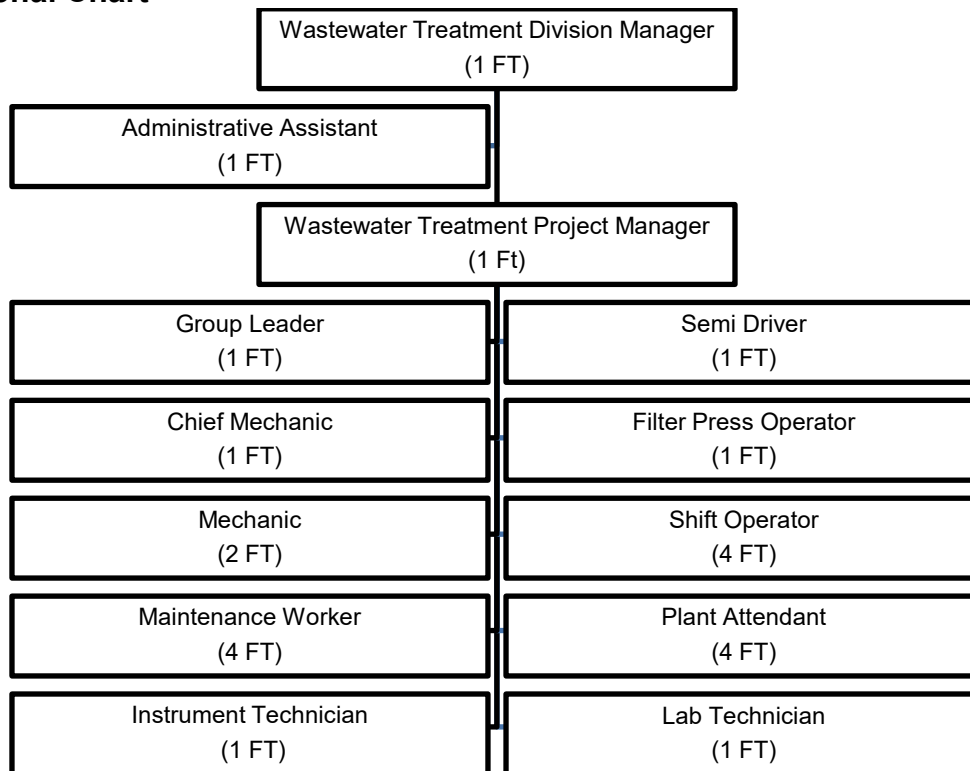 Wastewater Treatment Division Manager
(1 FT)
Administrative Assistant
(1 FT)
Wastewater Treatment Project Manager
(1 Ft)
Group Leader
(1 FT)
Semi Driver
(1 FT)
Chief Mechanic
(1 FT)
Filter Press Operator
(1 FT)
Mechanic
(2 FT)
Shift Operator
(4 FT)
Maintenance Worker
(4 FT)
Plant Attendant
(4 FT)
Instrument Technician
(1 FT)
Lab Technician
(1 FT)